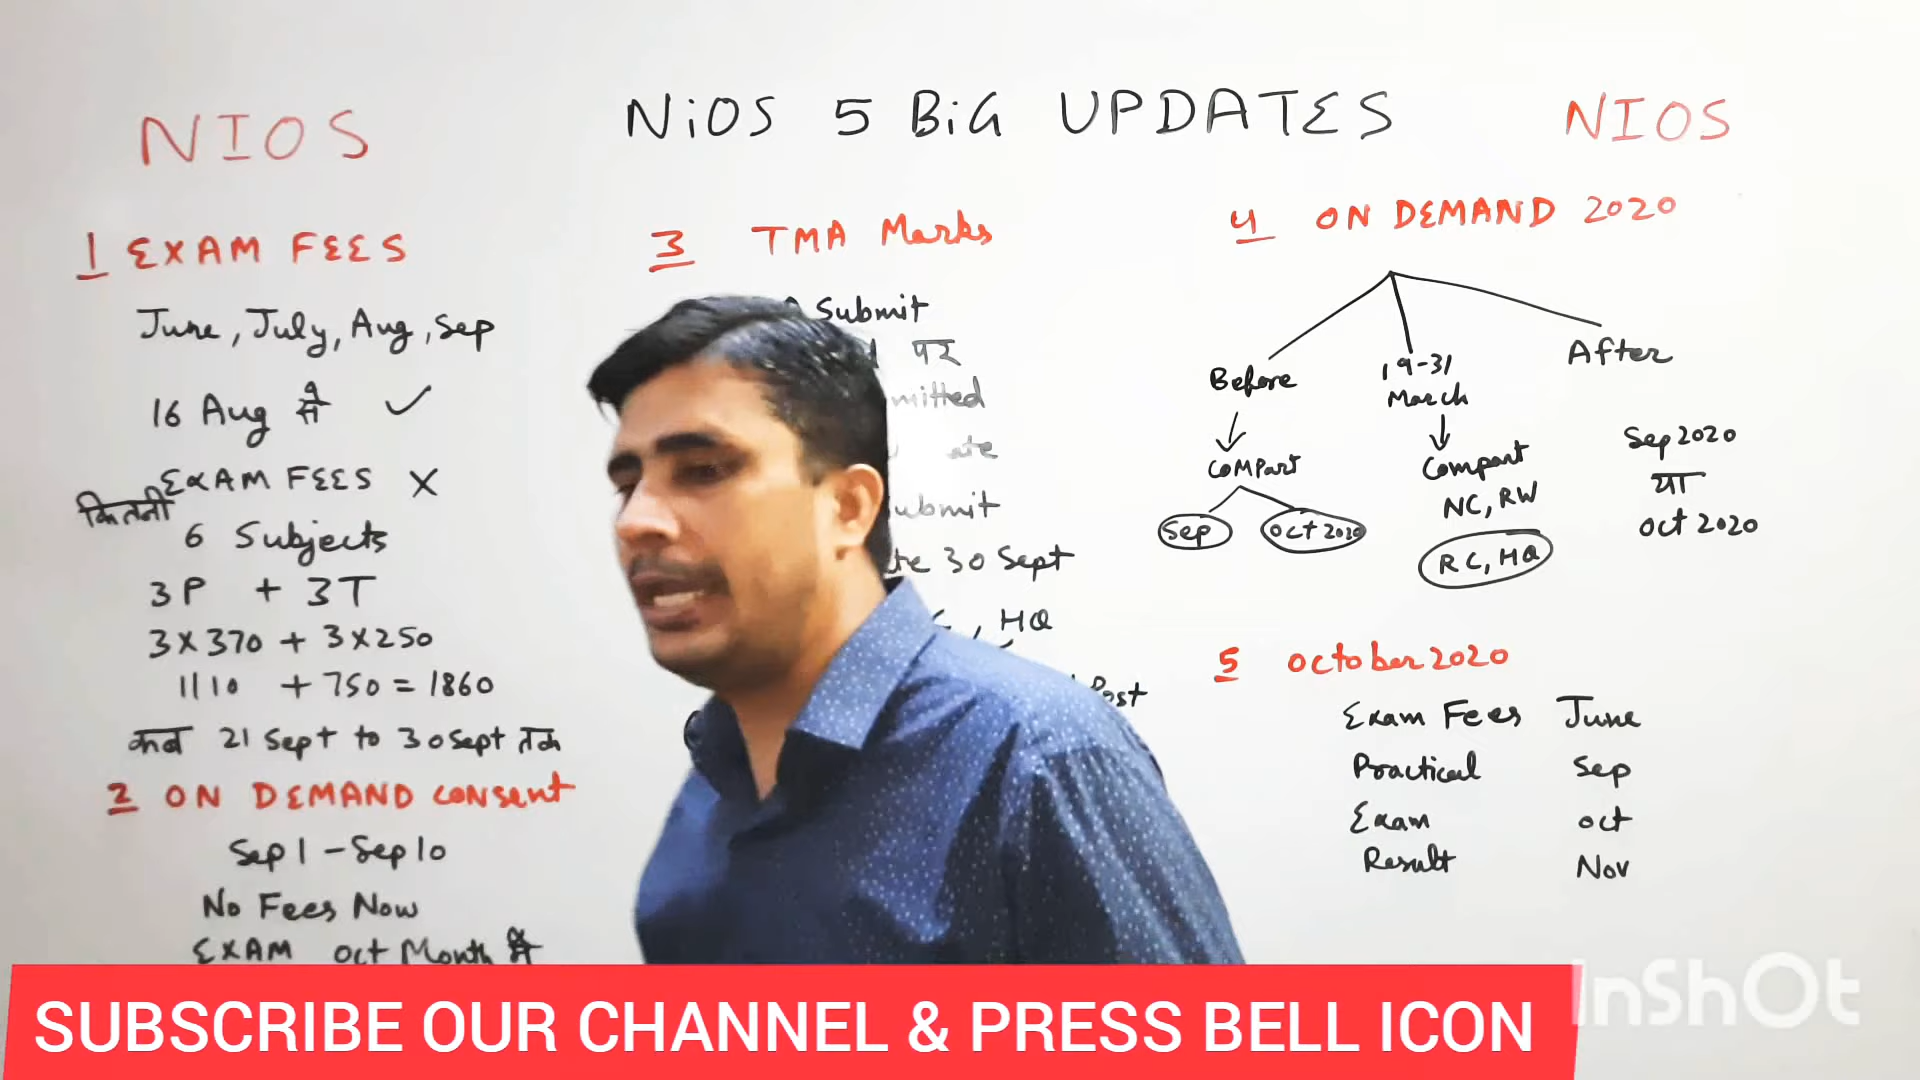 NIOS
NiOS 5 BiG UPDATES
NIOS
1 EXAM FEES
June, July, Aug, Sep
16 Aug में ✓
EXAM FEES X
कितनी
6 Subjects
3P + 3T
3 X 370 + 3 X 250
1110 + 750 = 1860
कब 21 Sept to 30 Sept तक
2 ON DEMAND Consent
Sep 1 - Sep 10
No Fees Now
EXAM Oct Month में
3 TMA Marks
Submit
पर
30 Sept
HQ
Post
4 ON DEMAND 2020
Before
19-31 March
After
COMPart
Sep
Oct 2020
Compart
NC, RW
RC, HQ
Sep 2020
या
Oct 2020
5 October 2020
Exam Fees June
Practical Sep
Exam Oct
Result Nov
SUBSCRIBE OUR CHANNEL & PRESS BELL ICON
InShOt